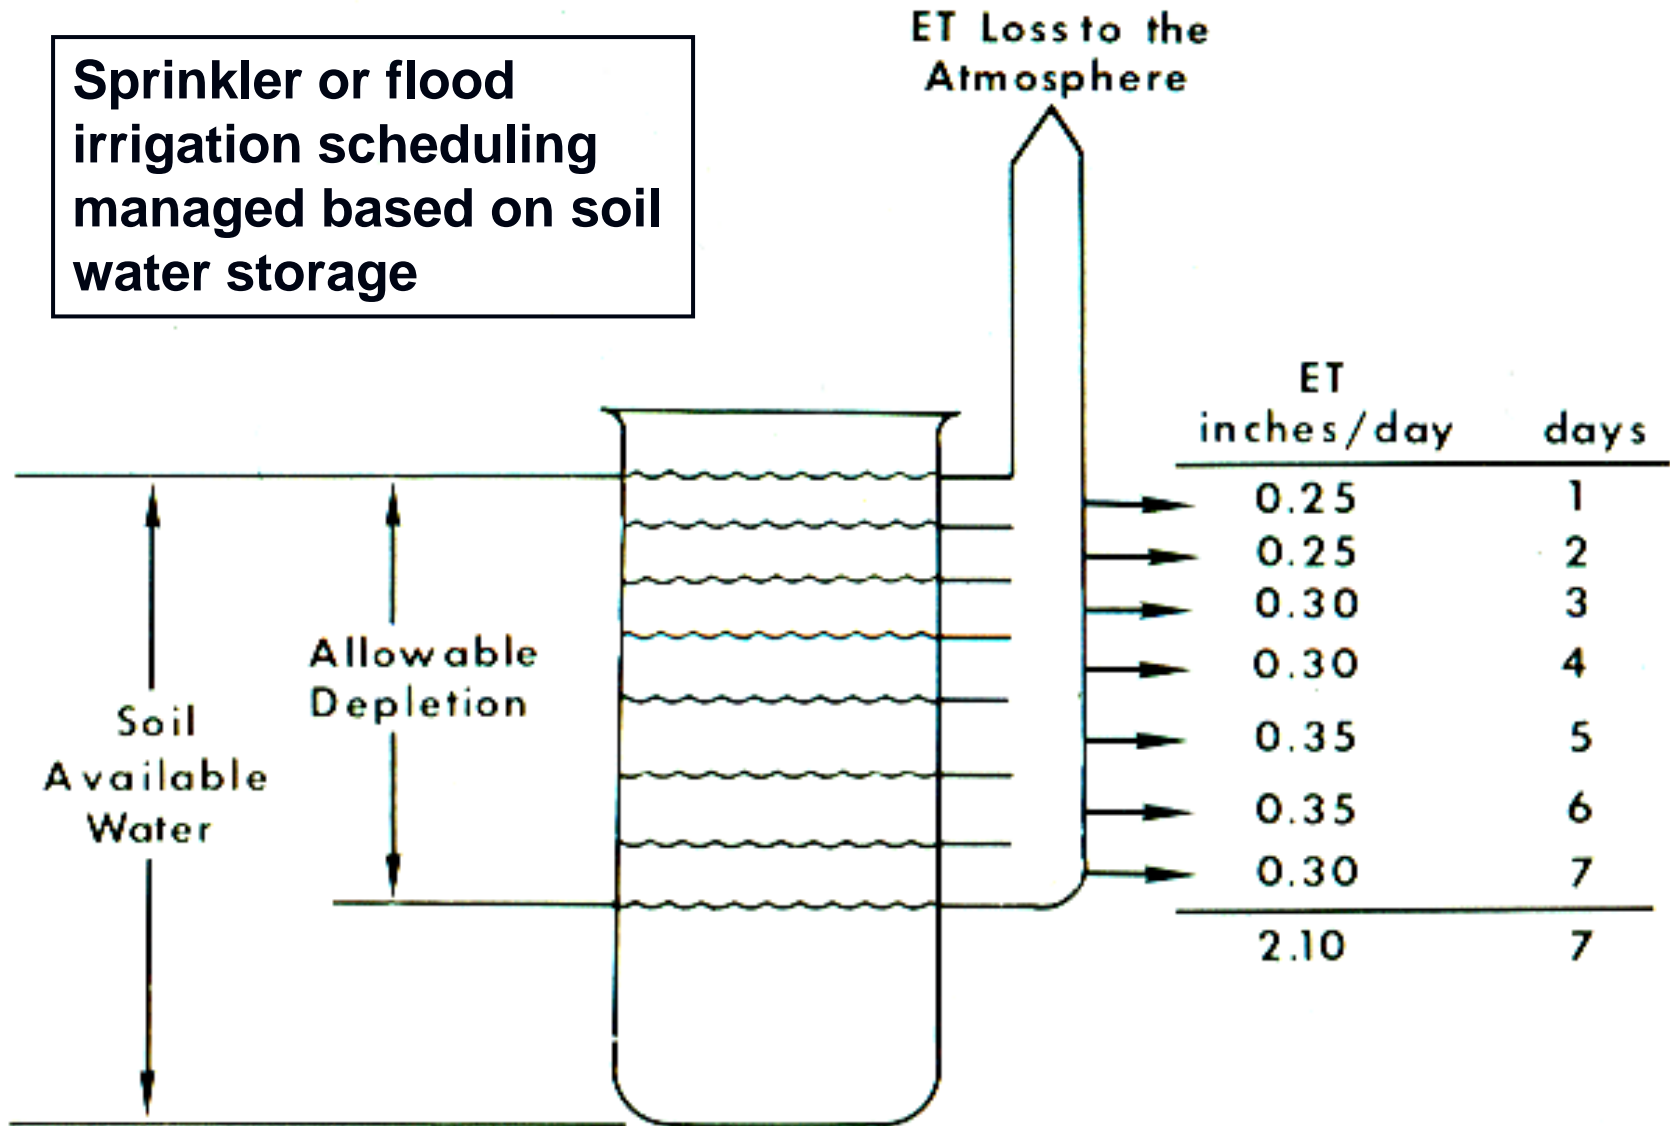 Sprinkler or flood
irrigation scheduling
managed based on soil
water storage
ET Loss to the
Atmosphere
ET
inches/day days
0.25 1
0.25 2
0.30 3
0.30 4
0.35 5
0.35 6
0.30 7
2.10 7
Allowable
Depletion
Soil
Available
Water